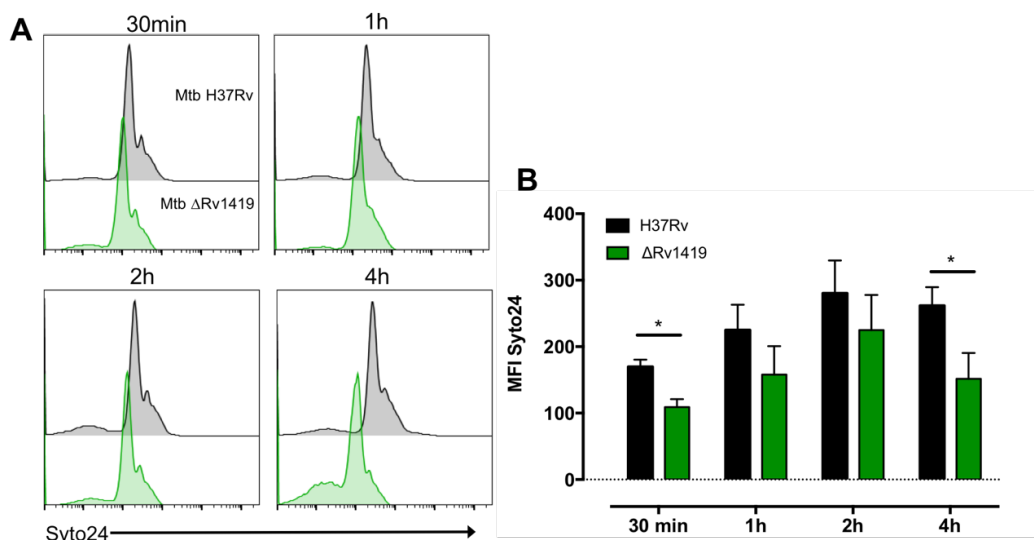 A
30min
1h
Mtb H37Rv
Mtb ΔRv1419
2h
4h
Syto24
B
H37Rv
ΔRv1419
MFI Syto24
400
300
200
100
0
*
*
30 min
1h
2h
4h